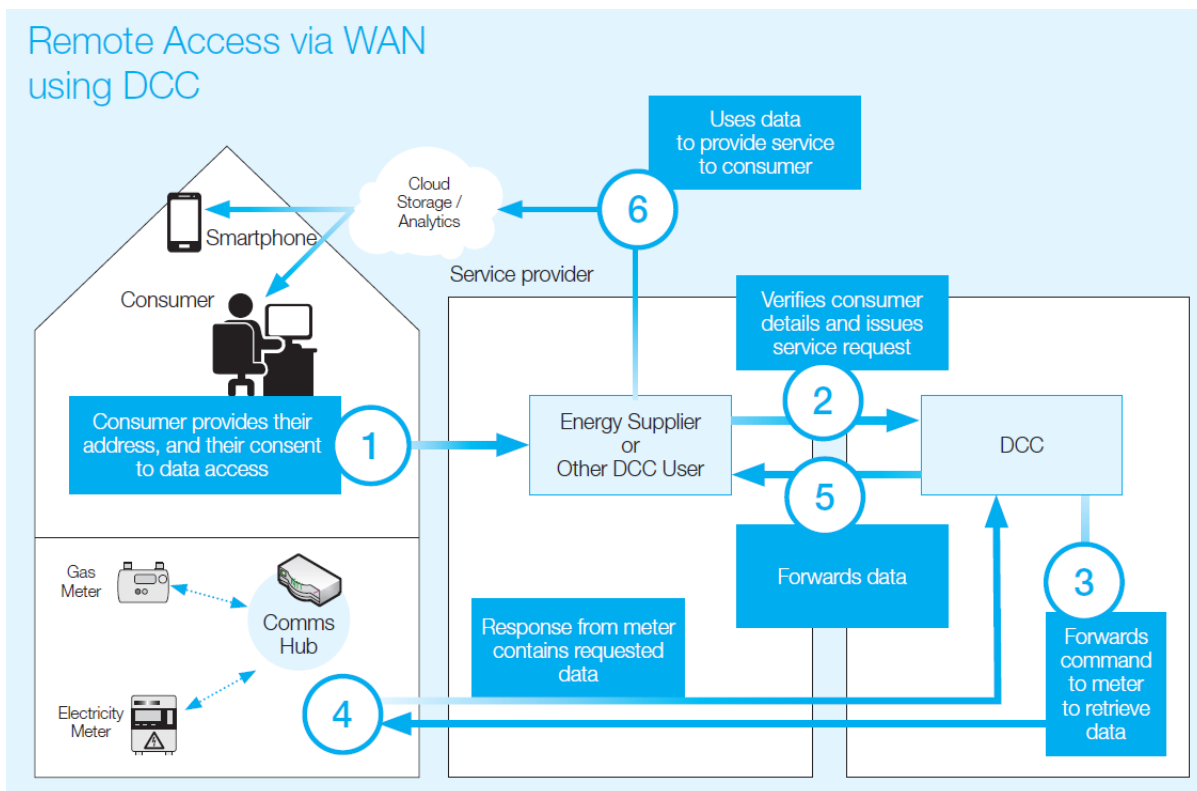 Remote Access via WAN
using DCC
Uses data
to provide service
to consumer
6
Cloud
Storage /
Analytics
Smartphone
Consumer
Service provider
Verifies consumer
details and issues
service request
2
Consumer provides their
address, and their consent
to data access
1
Energy Supplier
or
Other DCC User
DCC
5
Forwards data
3
Forwards
command
to meter
to retrieve
data
Gas
Meter
Comms
Hub
Electricity
Meter
4
Response from meter
contains requested
data